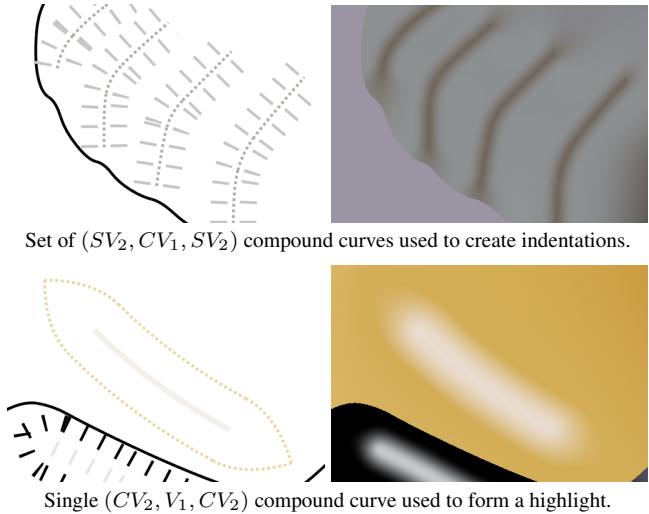 Set of (SV₂, CV₁, SV₂) compound curves used to create indentations.
Single (CV₂, V₁, CV₂) compound curve used to form a highlight.